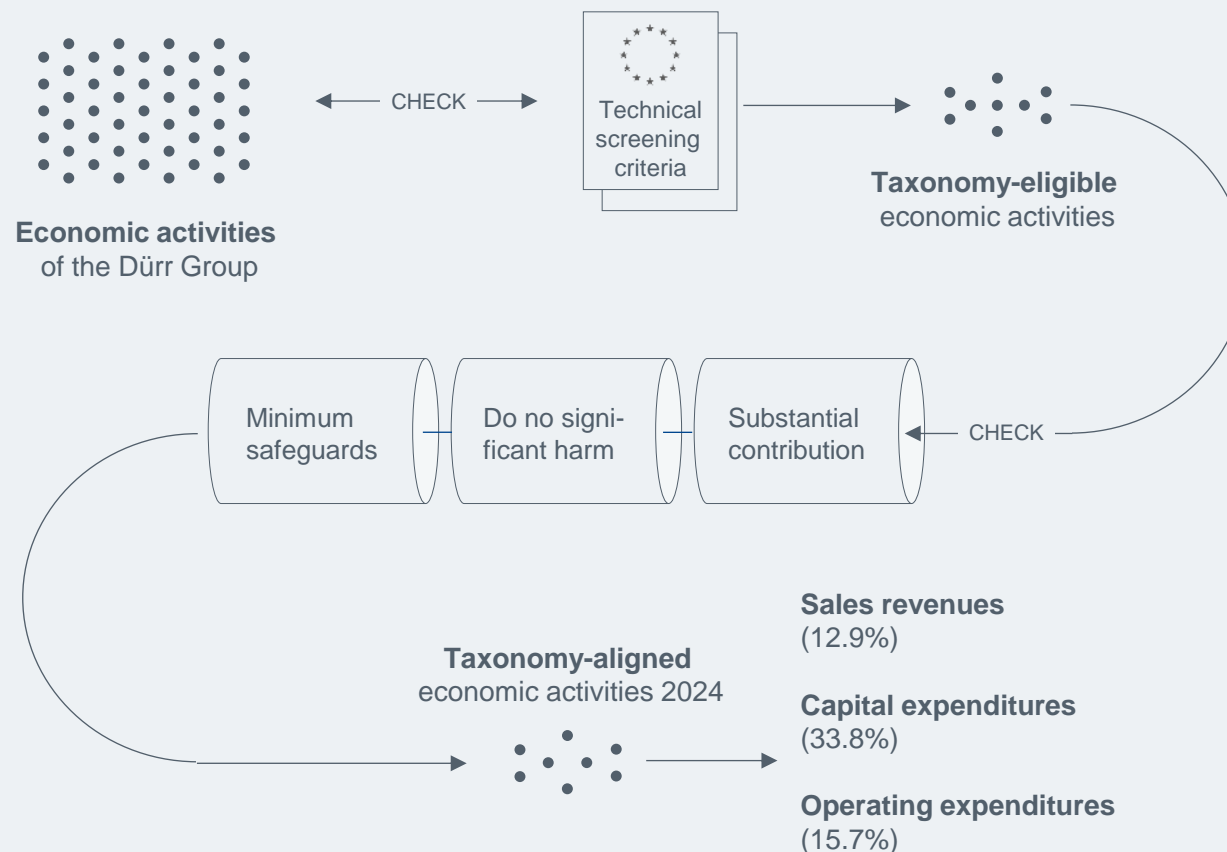 CHECK
Technical
screening
criteria
Taxonomy-eligible
economic activities
Economic activities
of the Dürr Group
Minimum
safeguards
Do no signi-
ficant harm
Substantial
contribution
CHECK
Taxonomy-aligned
economic activities 2024
Sales revenues
(12.9%)
Capital expenditures
(33.8%)
Operating expenditures
(15.7%)